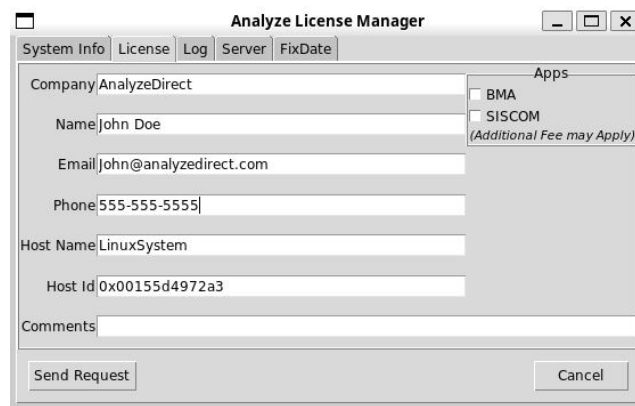 Analyze License Manager
System Info License Log Server FixDate
Company AnalyzeDirect
Apps
BMA
SISCOM
(Additional Fee may Apply)
Name John Doe
Email John@analyzedirect.com
Phone 555-555-5555
Host Name LinuxSystem
Host Id 0x00155d4972a3
Comments
Send Request Cancel